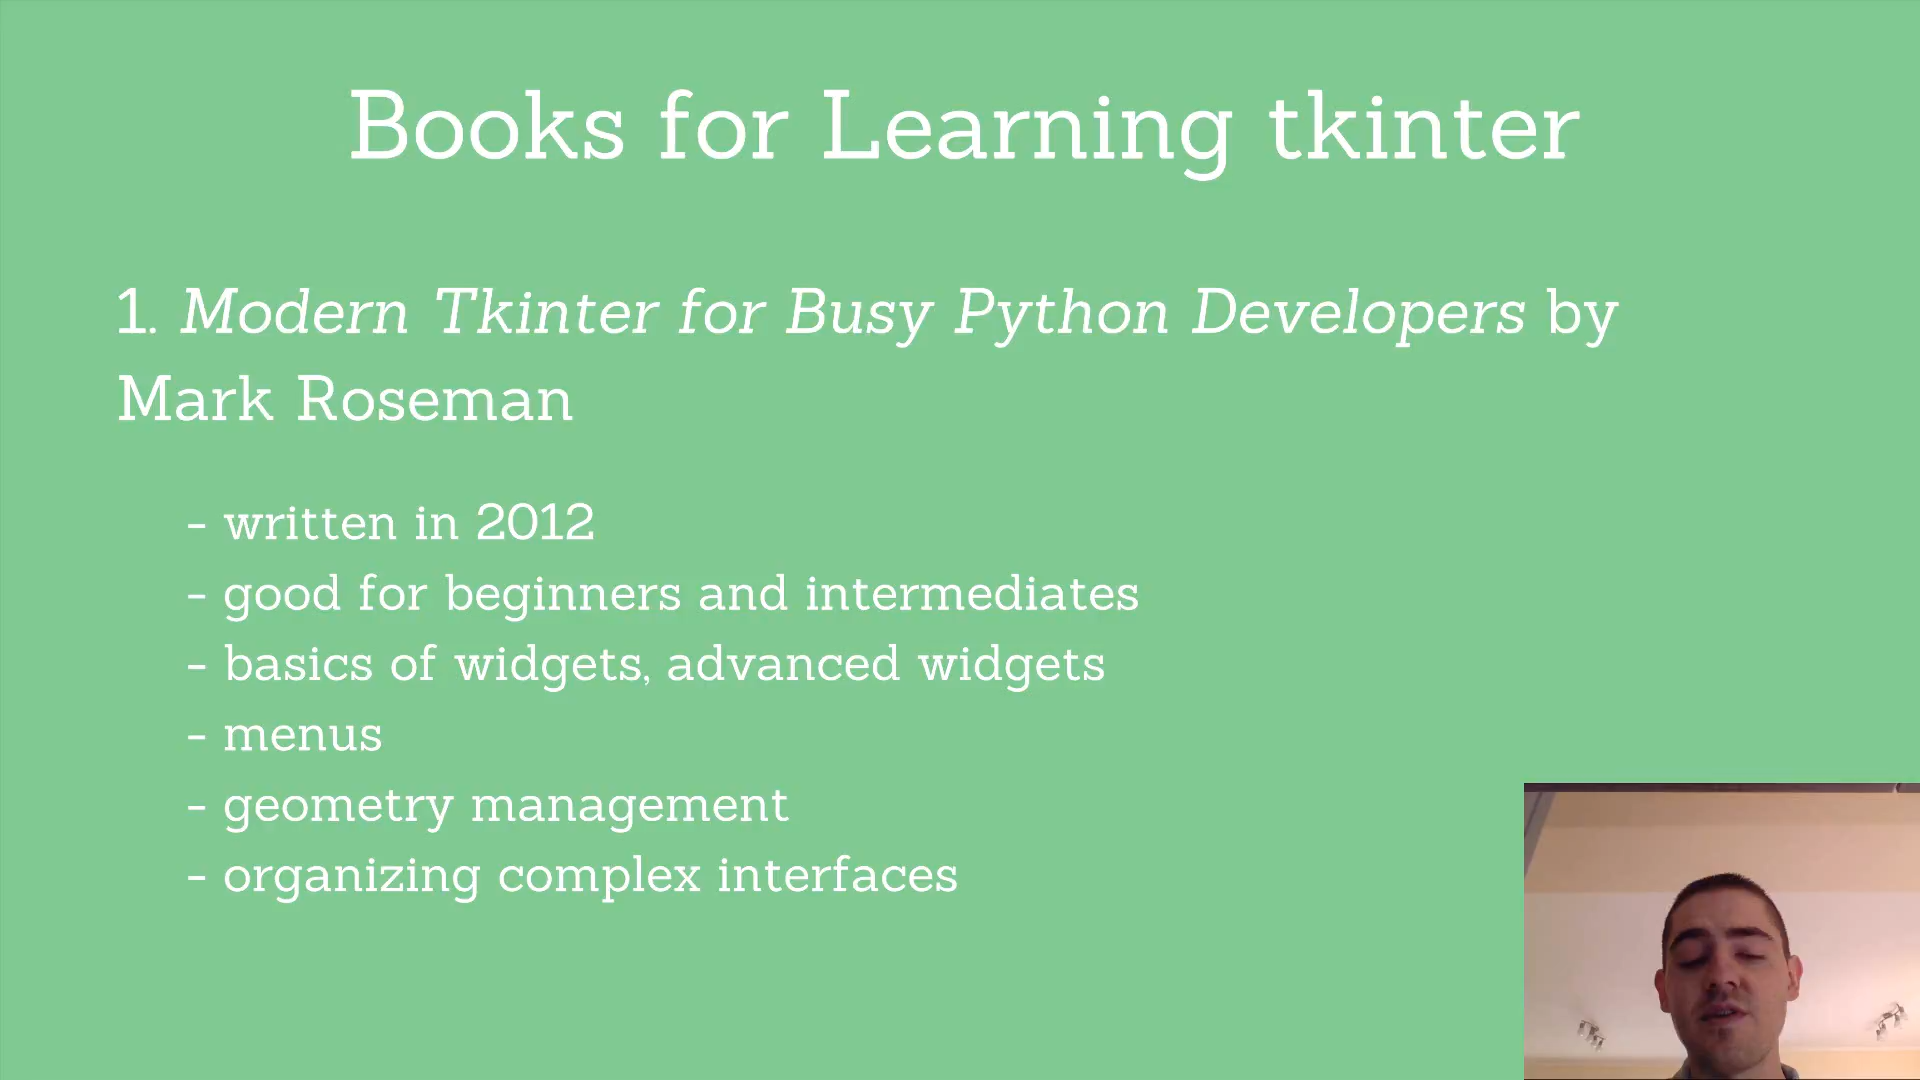 Books for Learning tkinter
1. Modern Tkinter for Busy Python Developers by
Mark Roseman
- written in 2012
- good for beginners and intermediates
- basics of widgets, advanced widgets
- menus
- geometry management
- organizing complex interfaces